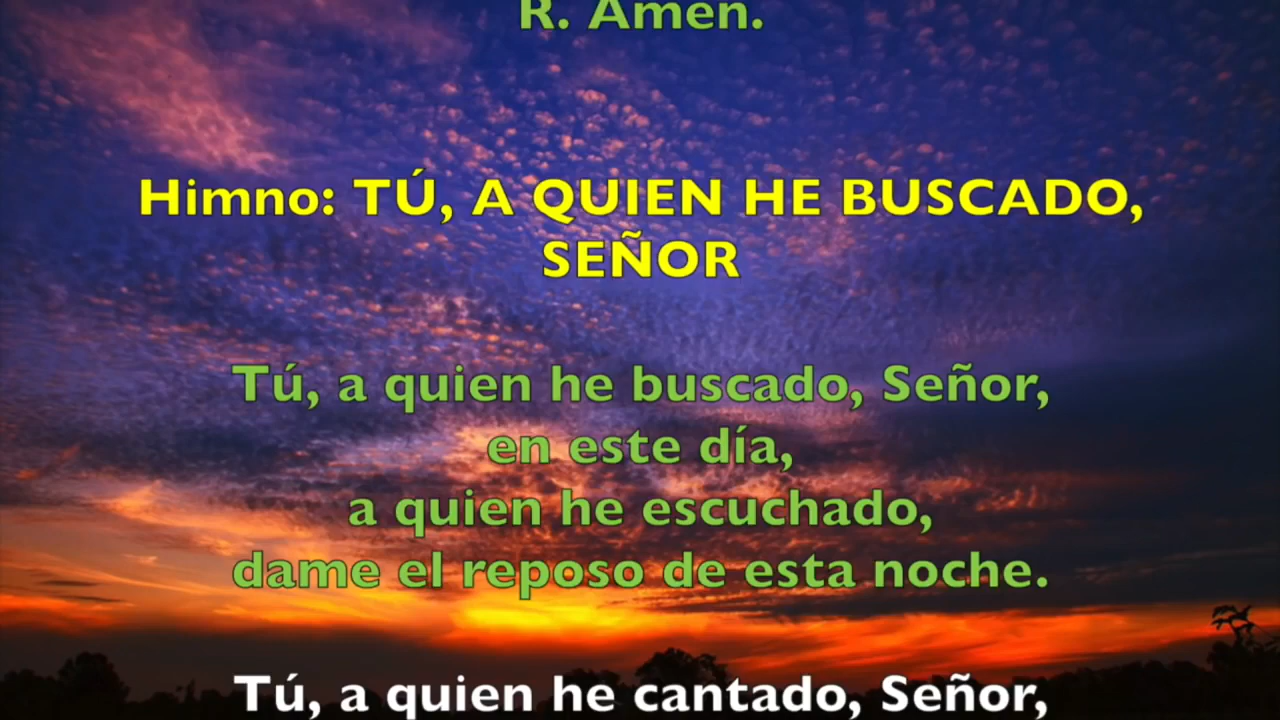 R. Amén.
Himno: TÚ, A QUIEN HE BUSCADO,
SEÑOR
Tú, a quien he buscado, Señor,
en este día,
a quien he escuchado,
dame el reposo de esta noche.
Tú, a quien he cantado, Señor,